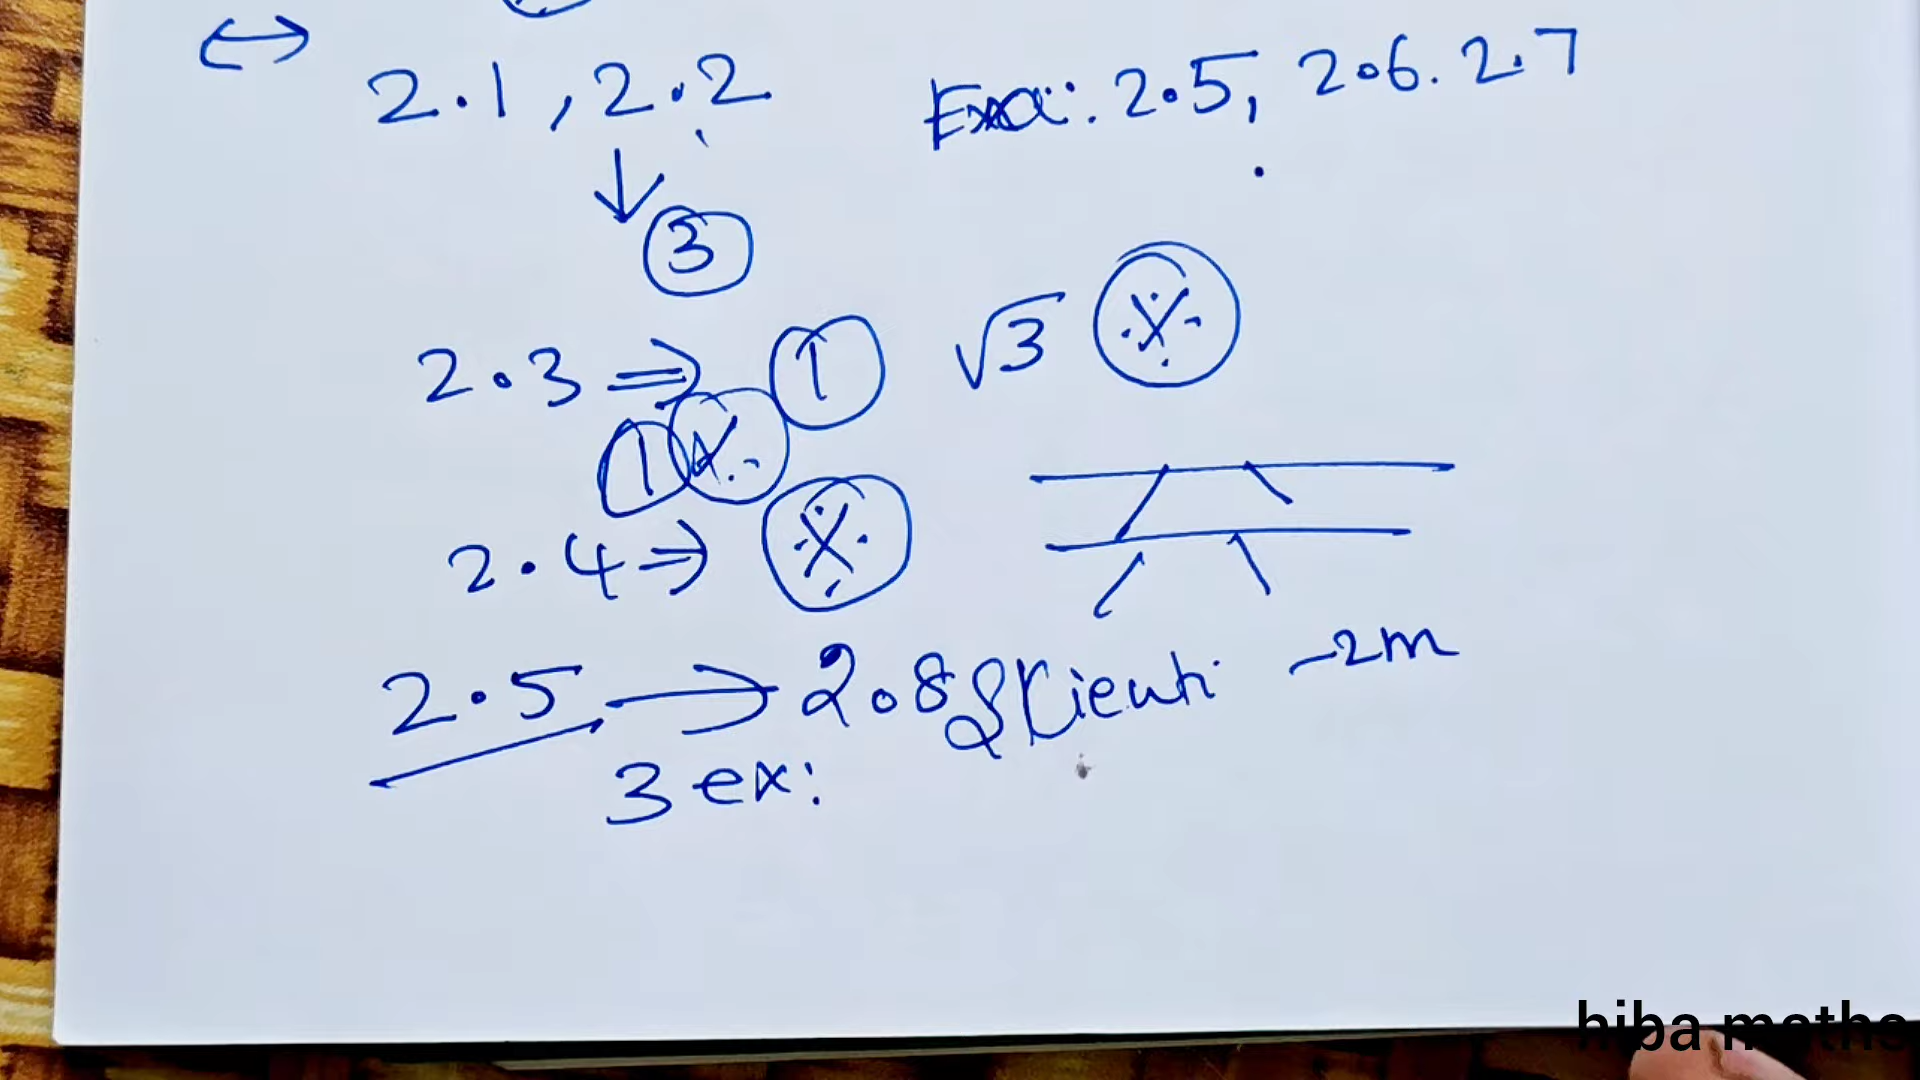 2.1, 2.2
Exa:. 2.5, 2.6. 2.7
3
2.3 ⇒ 1
√3
1
2.4 ⇒
2.5 → 2.8 -2m
3 ex:
hiba maths